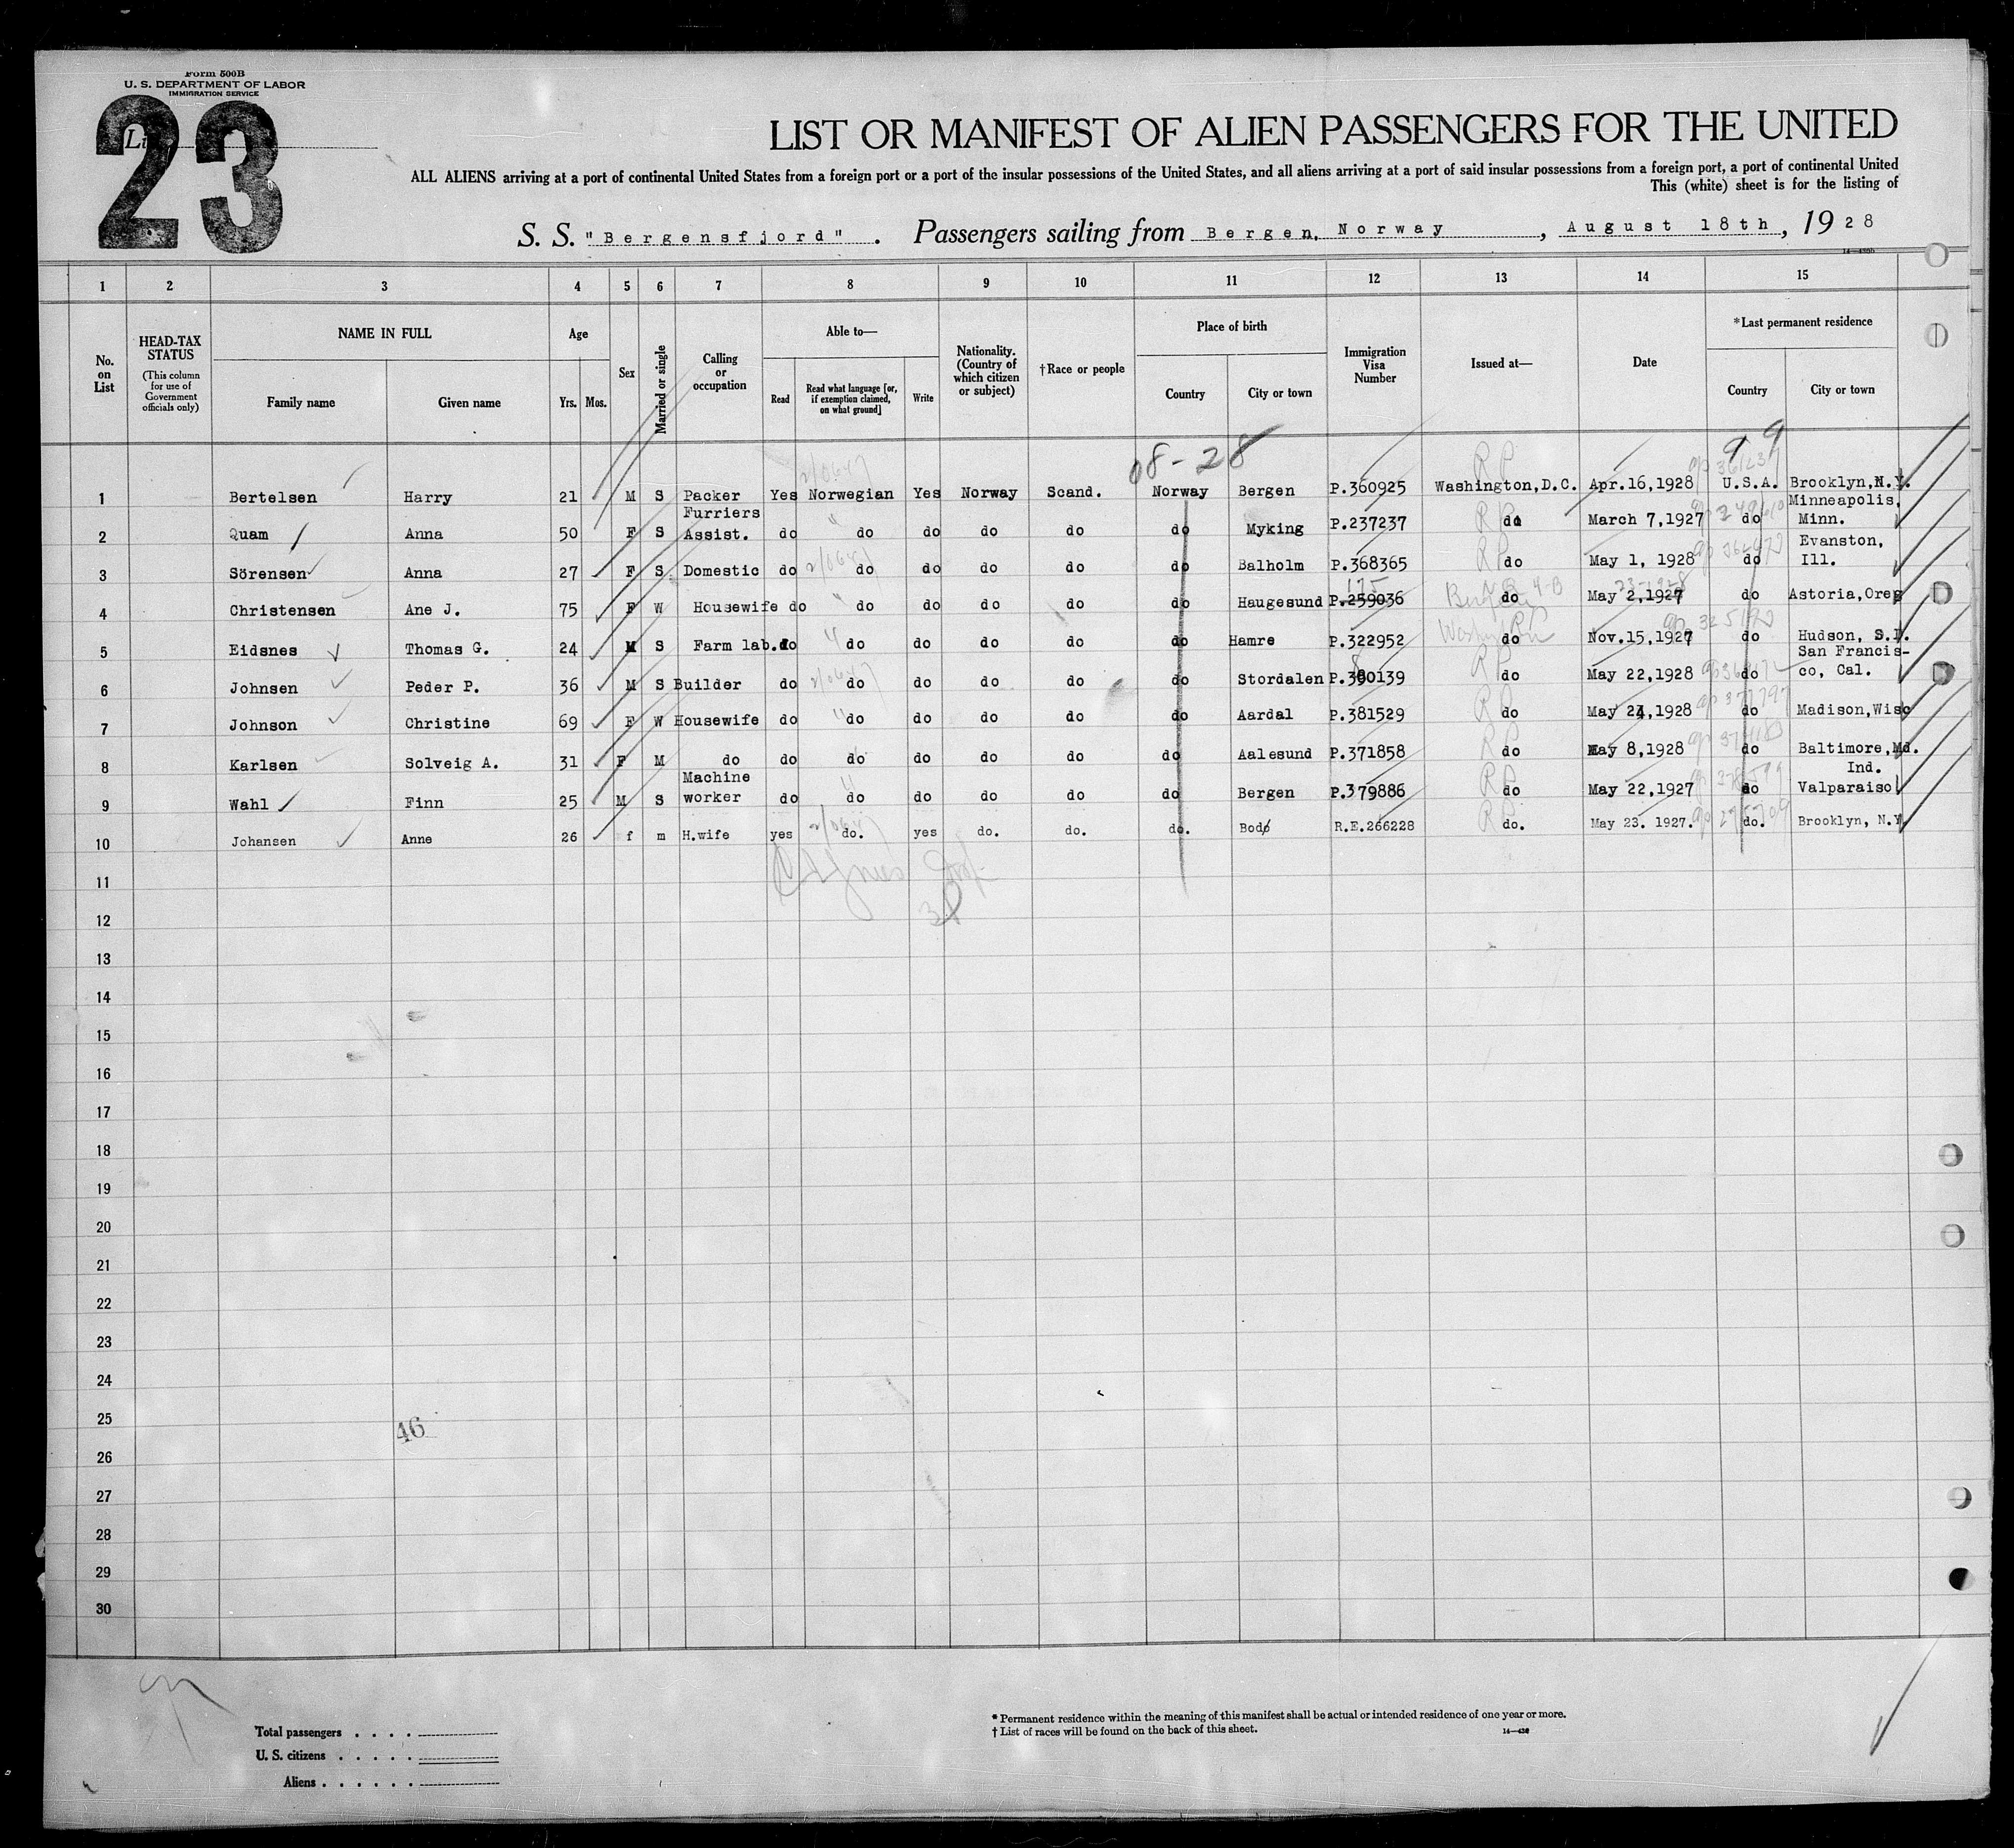 Form 500B
U. S. DEPARTMENT OF LABOR
IMMIGRATION SERVICE
23
LIST OR MANIFEST OF ALIEN PASSENGERS FOR THE UNITED
ALL ALIENS arriving at a port of continental United States from a foreign port or a port of the insular possessions of the United States, and all aliens arriving at a port of said insular possessions from a foreign port, a port of continental United
This (white) sheet is for the listing of
S. S. "Bergensfjord". Passengers sailing from Bergen, Norway, August 18th, 1928
1 2 3 4 5 6 7 8 9 10 11 12 13 14 15
No. on List
HEAD-TAX STATUS
(This column for use of Government officials only)
NAME IN FULL
Family name Given name
Age
Yrs. Mos.
Sex
Married or single
Calling or occupation
Able to—
Read
Read what language [or, if exemption claimed, on what ground]
Write
Nationality. (Country of which citizen or subject)
†Race or people
Place of birth
Country City or town
Immigration Visa Number
Issued at—
Date
*Last permanent residence
Country City or town
08-28
99
1 Bertelsen Harry 21 M S Packer Yes Norwegian Yes Norway Scand. Norway Bergen P.360925 Washington,D.C. Apr.16,1928 U.S.A. Brooklyn,N.Y.
2 Quam Anna 50 F S Furriers Assist. do do do do do do Myking P.237237 do March 7,1927 do Minneapolis, Minn.
3 Sörensen Anna 27 F S Domestic do do do do do do Balholm P.368365 do May 1, 1928 do Evanston, Ill.
4 Christensen Ane J. 75 F W Housewife do do do do do do Haugesund P.259036 do May 2,1927 do Astoria,Oreg
5 Eidsnes Thomas G. 24 M S Farm lab. do do do do do do Hamre P.322952 do Nov.15,1927 do Hudson, S.D.
6 Johnsen Peder P. 36 M S Builder do do do do do do Stordalen P.380139 do May 22,1928 do San Francis-co, Cal.
7 Johnson Christine 69 F W Housewife do do do do do do Aardal P.381529 do May 24,1928 do Madison,Wisc
8 Karlsen Solveig A. 31 F M do do do do do do do Aalesund P.371858 do May 8,1928 do Baltimore,Md.
9 Wahl Finn 25 M S Machine worker do do do do do do Bergen P.379886 do May 22,1927 do Valparaiso Ind.
10 Johansen Anne 26 f m H.wife yes do. yes do. do. do. Bodö R.E.266228 do. May 23. 1927. do. Brooklyn, N.Y.
11
12
13
14
15
16
17
18
19
20
21
22
23
24
25
46
26
27
28
29
30
Total passengers . . . .
U. S. citizens . . . . .
Aliens . . . . . .
* Permanent residence within the meaning of this manifest shall be actual or intended residence of one year or more.
† List of races will be found on the back of this sheet.
14—430